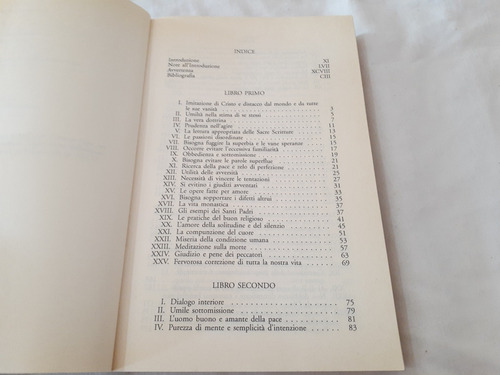 INDICE
Introduzione XI
Note all'Introduzione LVII
Avvertenza XCVIII
Bibliografia CIII
LIBRO PRIMO
I. Imitazione di Cristo e distacco dal mondo e da tutte
le sue vanità 3
II. Umiltà nella stima di se stessi 5
III. La vera dottrina 7
IV. Prudenza nell'agire 11
V. La lettura appropriata delle Sacre Scritture 13
VI. Le passioni disordinate 15
VII. Bisogna fuggire la superbia e le vane speranze 15
VIII. Occorre evitare l'eccessiva familiarità 17
IX. Obbedienza e sottomissione 19
X. Bisogna evitare le parole superflue 21
XI. Ricerca della pace e zelo di perfezione 21
XII. Utilità delle avversità 25
XIII. Necessità di vincere le tentazioni 27
XIV. Si evitino i giudizi avventati 31
XV. Le opere fatte per amore 33
XVI. Bisogna sopportare i difetti altrui 35
XVII. La vita monastica 37
XVIII. Gli esempi dei Santi Padri 37
XIX. Le pratiche del buon religioso 41
XX. L'amore della solitudine e del silenzio 45
XXI. La compunzione del cuore 51
XXII. Miseria della condizione umana 53
XXIII. Meditazione sulla morte 57
XXIV. Giudizio e pene dei peccatori 63
XXV. Fervorosa correzione di tutta la nostra vita 69
LIBRO SECONDO
I. Dialogo interiore 75
II. Umile sottomissione 79
III. L'uomo buono e amante della pace 81
IV. Purezza di mente e semplicità d'intenzione 83